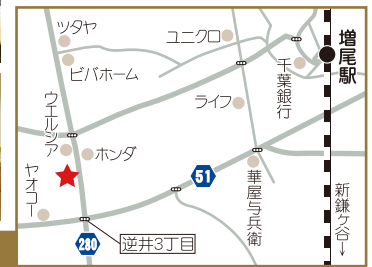 ツタヤ
ユニクロ
増尾駅
ビバホーム
千葉銀行
ライフ
ウエルシア
ホンダ
ヤオコー
51
華屋与兵衛
新鎌ヶ谷→
280
逆井3丁目